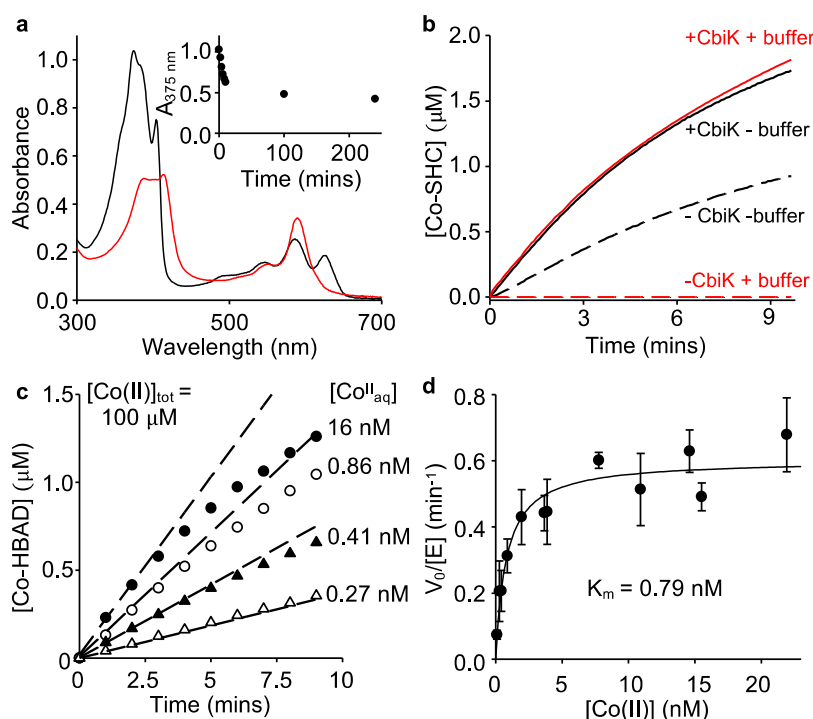 a
1.0
0.8
0.6
0.4
0.2
0.0
Absorbance
300
500
700
Wavelength (nm)
1.0
0.5
0.0
A375 nm
0
100
200
Time (mins)
b
2.0
1.5
1.0
0.5
0.0
[Co-SHC] (μM)
0
3
6
9
Time (mins)
+CbiK + buffer
+CbiK - buffer
- CbiK -buffer
-CbiK + buffer
c
[Co(II)]tot =
100 μM
[CoIIaq]
16 nM
0.86 nM
0.41 nM
0.27 nM
1.5
1.0
0.5
0
[Co-HBAD] (μM)
0
2.5
5
7.5
10
Time (mins)
d
0.8
0.6
0.4
0.2
0.0
V0/[E] (min-1)
Km = 0.79 nM
0
5
10
15
20
[Co(II)] (nM)